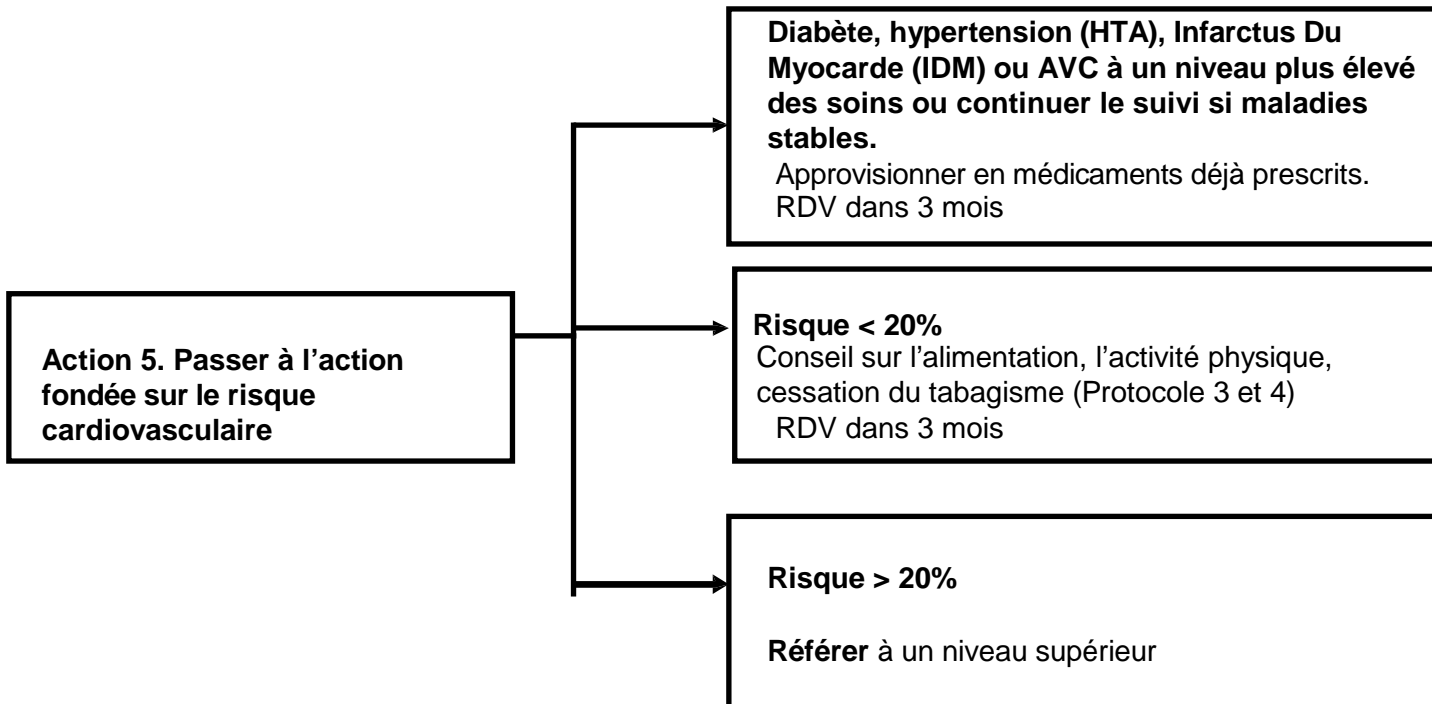 Diabète, hypertension (HTA), Infarctus Du
Myocarde (IDM) ou AVC à un niveau plus élevé
des soins ou continuer le suivi si maladies
stables.
Approvisionner en médicaments déjà prescrits.
RDV dans 3 mois
Action 5. Passer à l’action
fondée sur le risque
cardiovasculaire
Risque < 20%
Conseil sur l’alimentation, l’activité physique,
cessation du tabagisme (Protocole 3 et 4)
RDV dans 3 mois
Risque > 20%
Référer à un niveau supérieur